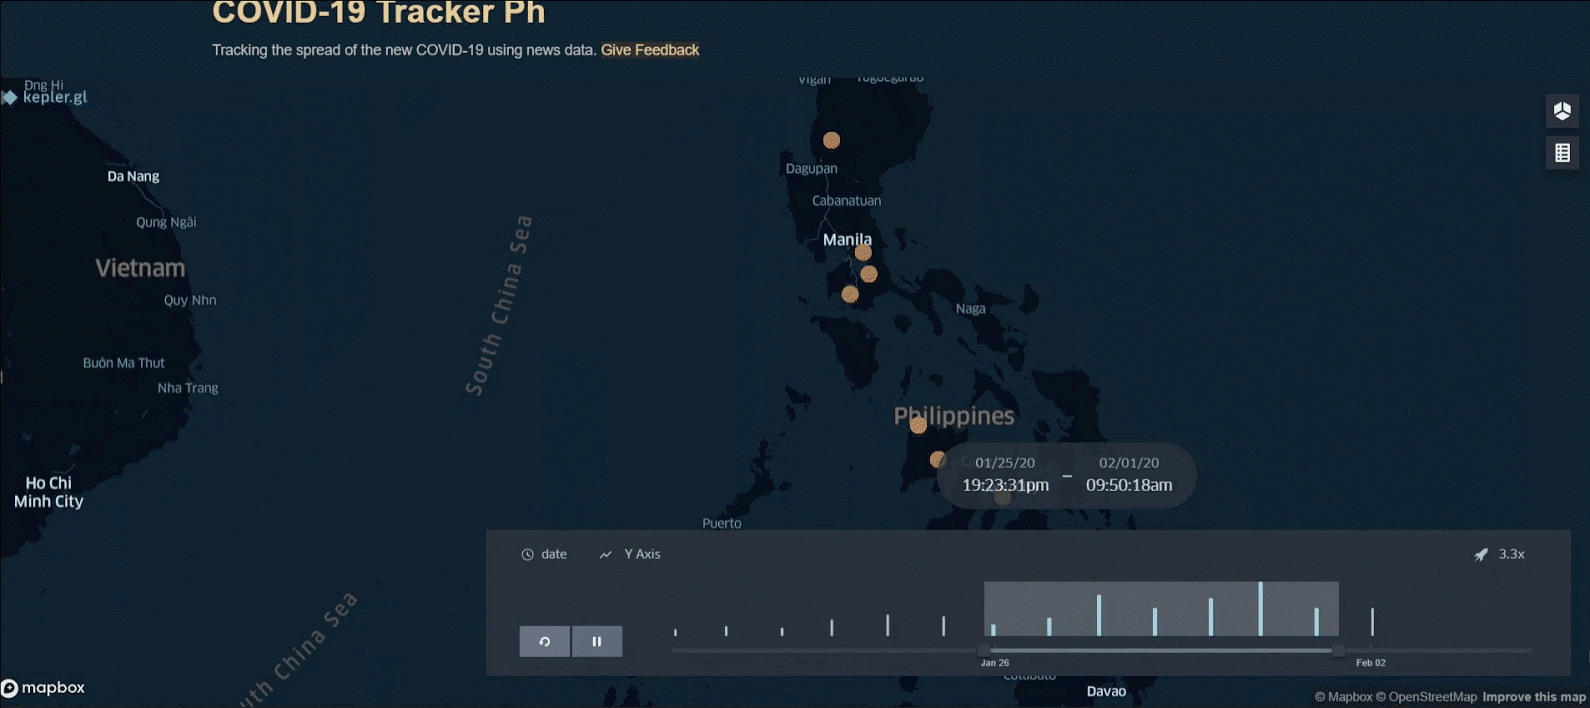 COVID-19 Tracker Ph
Tracking the spread of the new COVID-19 using news data. Give Feedback
Vigan
Đng Hi
kepler.gl
Da Nang
Dagupan
Cabanatuan
Qung Ngãi
Manila
Vietnam
South China Sea
Quy Nhn
Naga
Buôn Ma Thut
Nha Trang
Philippines
01/25/20
19:23:31pm
–
02/01/20
09:50:18am
Ho Chi
Minh City
Puerto
date
Y Axis
3.3x
South China Sea
Jan 26
Feb 02
Cotabato
Davao
mapbox
© Mapbox © OpenStreetMap Improve this map